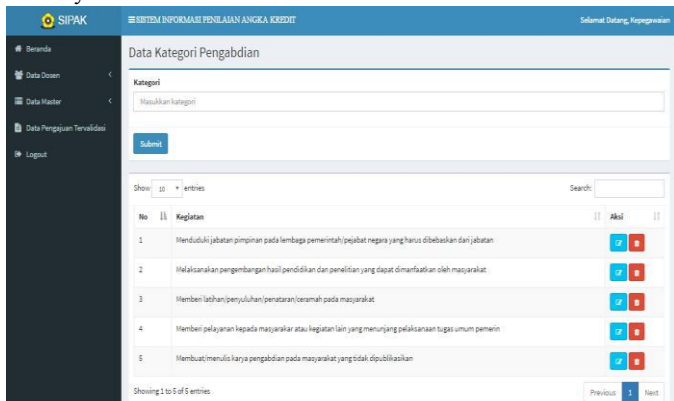 SIPAK
SISTEM INFORMASI PENILAIAN ANGKA KREDIT
Selamat Datang, Kepegawaian
Beranda
Data Dosen
Data Master
Data Pengajuan Tervalidasi
Logout
Data Kategori Pengabdian
Kategori
Masukkan kategori
Submit
Show 10 entries
Search:
No Kegiatan Aksi
1 Menduduki jabatan pimpinan pada lembaga pemerintah/pejabat negara yang harus dibebaskan dari jabatan
2 Melaksanakan pengembangan hasil pendidikan dan penelitian yang dapat dimanfaatkan oleh masyarakat
3 Memberi latihan/penyuluhan/penataran/ceramah pada masyarakat
4 Memberi pelayanan kepada masyarakar atau kegiatan lain yang menunjang pelaksanaan tugas umum pemerin
5 Membuat/menulis karya pengabdian pada masyarakat yang tidak dipublikasikan
Showing 1 to 5 of 5 entries
Previous 1 Next